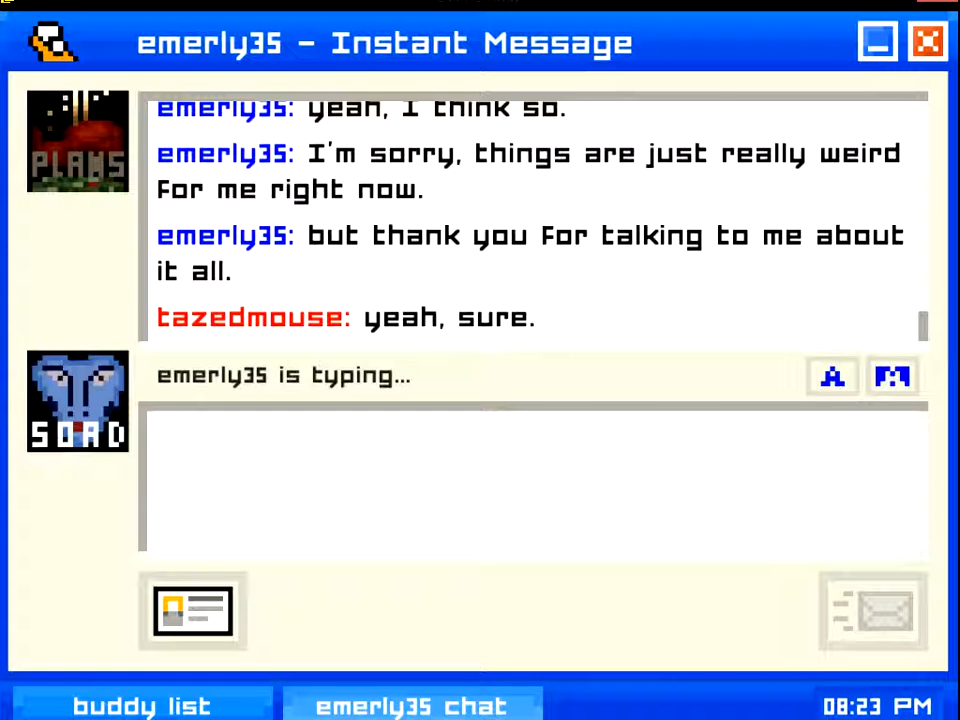 emerly35 - Instant Message
PLANS
emerly35: yeah, I think so.
emerly35: I'm sorry, things are just really weird
for me right now.
emerly35: but thank you for talking to me about
it all.
tazedmouse: yeah, sure.
SOAD
emerly35 is typing...
A
buddy list
emerly35 chat
08:23 PM